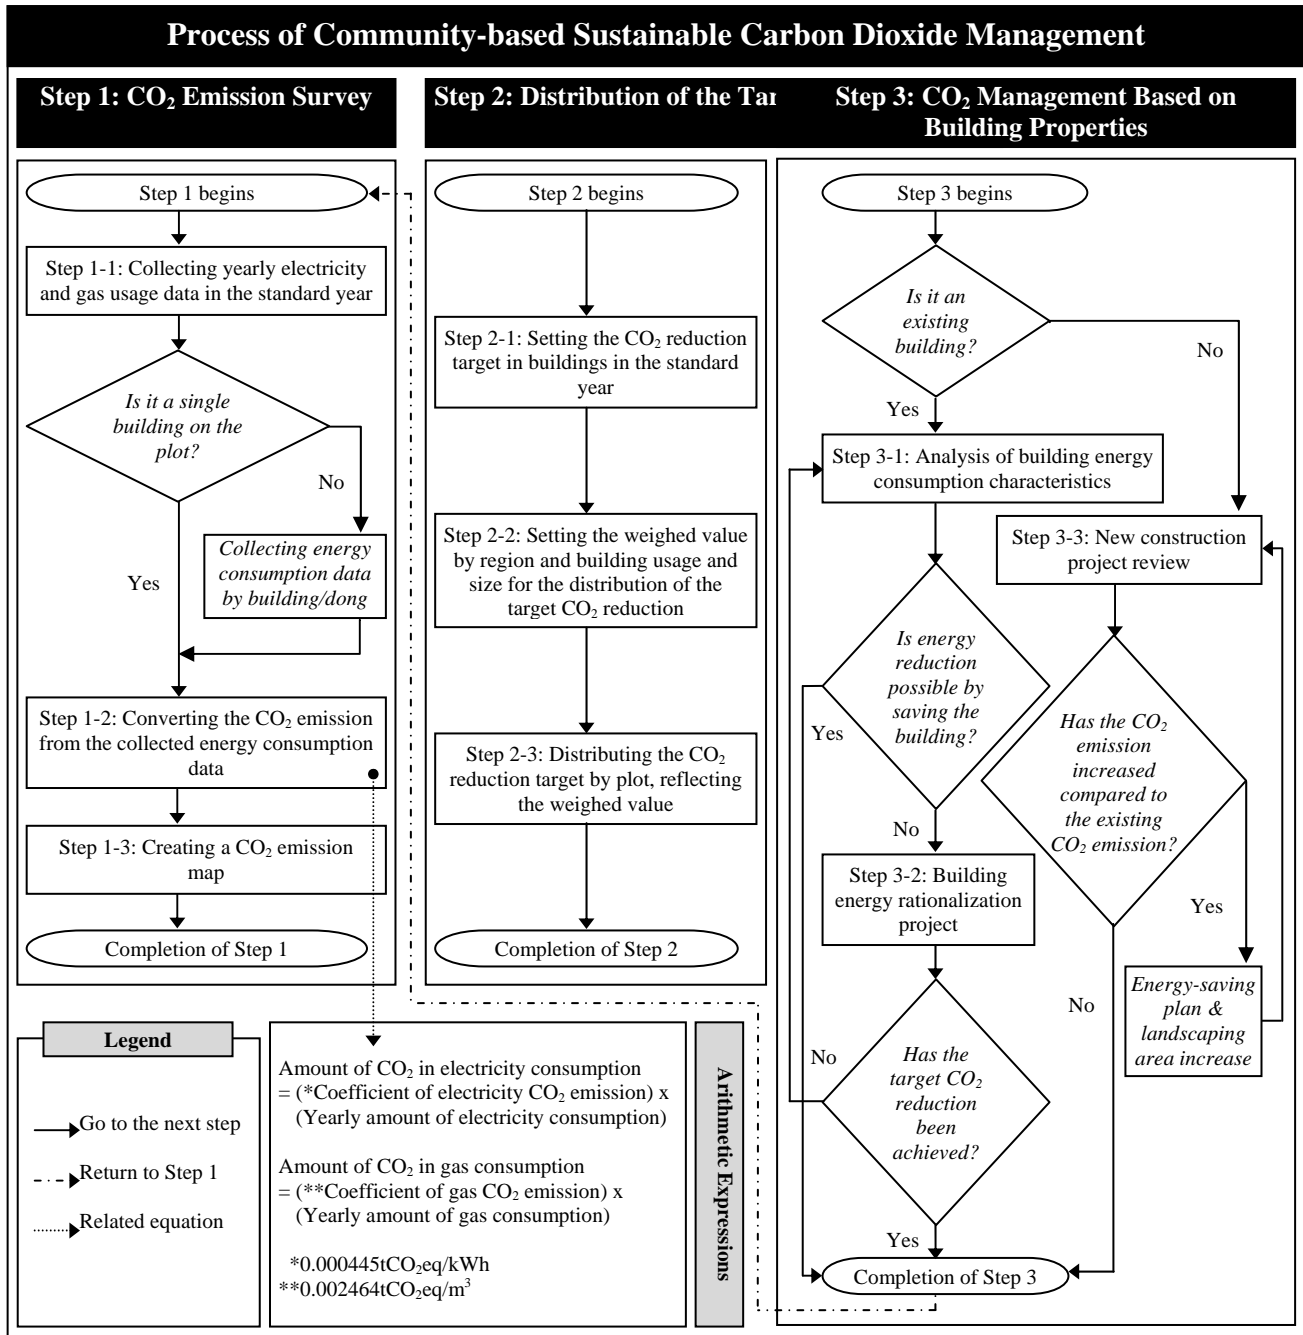 Process of Community-based Sustainable Carbon Dioxide Management
Step 1: CO₂ Emission Survey
Step 2: Distribution of the Tar
Step 3: CO₂ Management Based on
Building Properties
Step 1 begins
Step 1-1: Collecting yearly electricity
and gas usage data in the standard year
Is it a single
building on the
plot?
No
Yes
Collecting energy
consumption data
by building/dong
Step 1-2: Converting the CO₂ emission
from the collected energy consumption
data
Step 1-3: Creating a CO₂ emission
map
Completion of Step 1
Step 2 begins
Step 2-1: Setting the CO₂ reduction
target in buildings in the standard
year
Step 2-2: Setting the weighed value
by region and building usage and
size for the distribution of the
target CO₂ reduction
Step 2-3: Distributing the CO₂
reduction target by plot, reflecting
the weighed value
Completion of Step 2
Step 3 begins
Is it an
existing
building?
No
Yes
Step 3-1: Analysis of building energy
consumption characteristics
Step 3-3: New construction
project review
Is energy
reduction
possible by
saving the
building?
Yes
No
Has the CO₂
emission
increased
compared to
the existing
CO₂ emission?
Yes
No
Step 3-2: Building
energy rationalization
project
Energy-saving
plan &
landscaping
area increase
Has the
target CO₂
reduction
been
achieved?
No
Yes
Completion of Step 3
Legend
Go to the next step
Return to Step 1
Related equation
Amount of CO₂ in electricity consumption
= (*Coefficient of electricity CO₂ emission) x
(Yearly amount of electricity consumption)
Amount of CO₂ in gas consumption
= (**Coefficient of gas CO₂ emission) x
(Yearly amount of gas consumption)
*0.000445tCO₂eq/kWh
**0.002464tCO₂eq/m³
Arithmetic Expressions